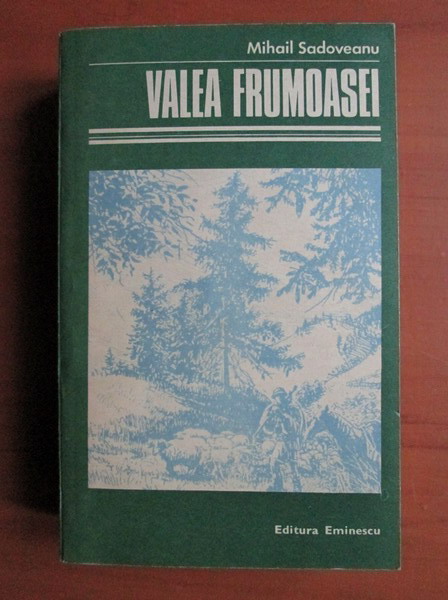 Mihail Sadoveanu
VALEA FRUMOASEI
Editura Eminescu